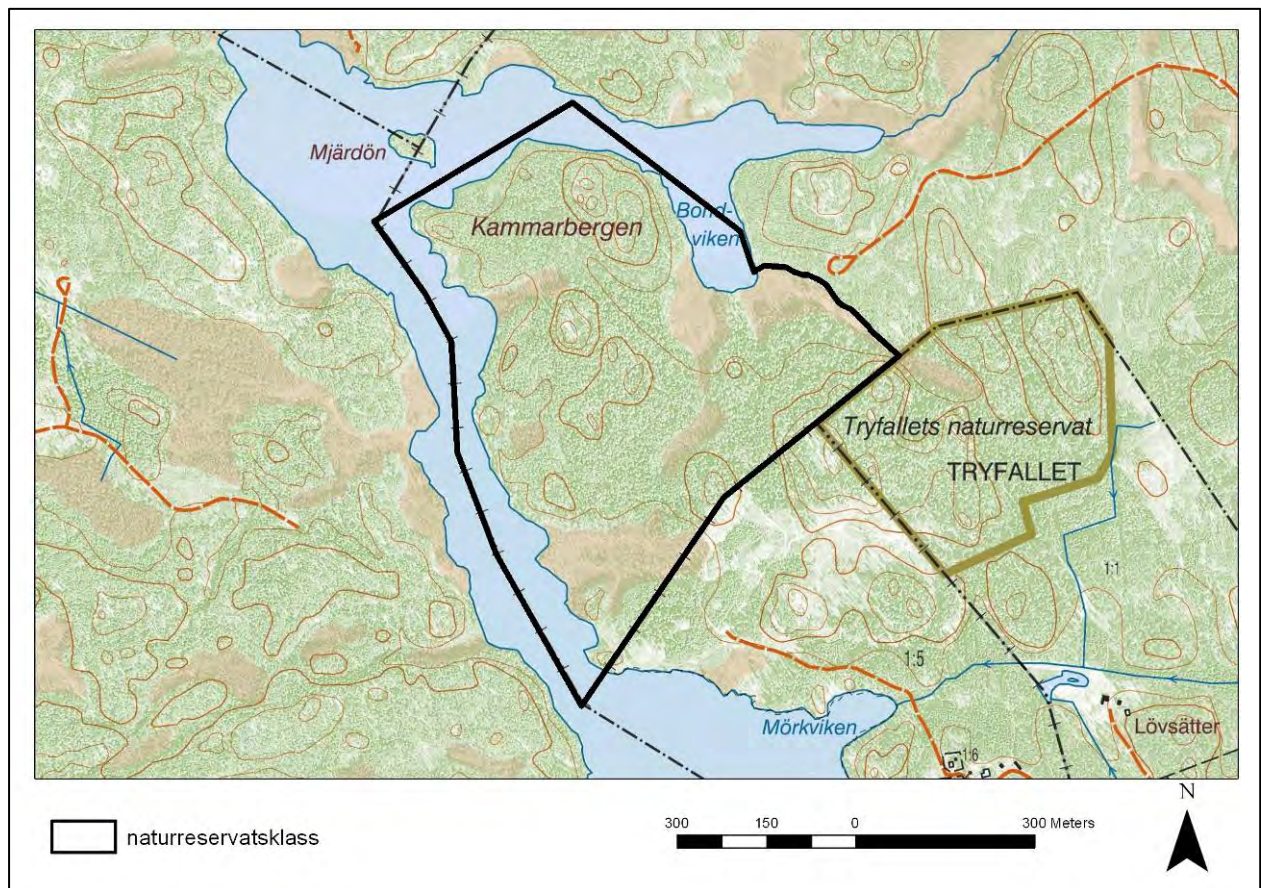 Mjärdön
Kammarbergen
Bond-
viken
Tryfallets naturreservat
TRYFALLET
1:1
1:5
Mörkviken
Lövsätter
1:6
N
naturreservatsklass
300 150 0 300 Meters